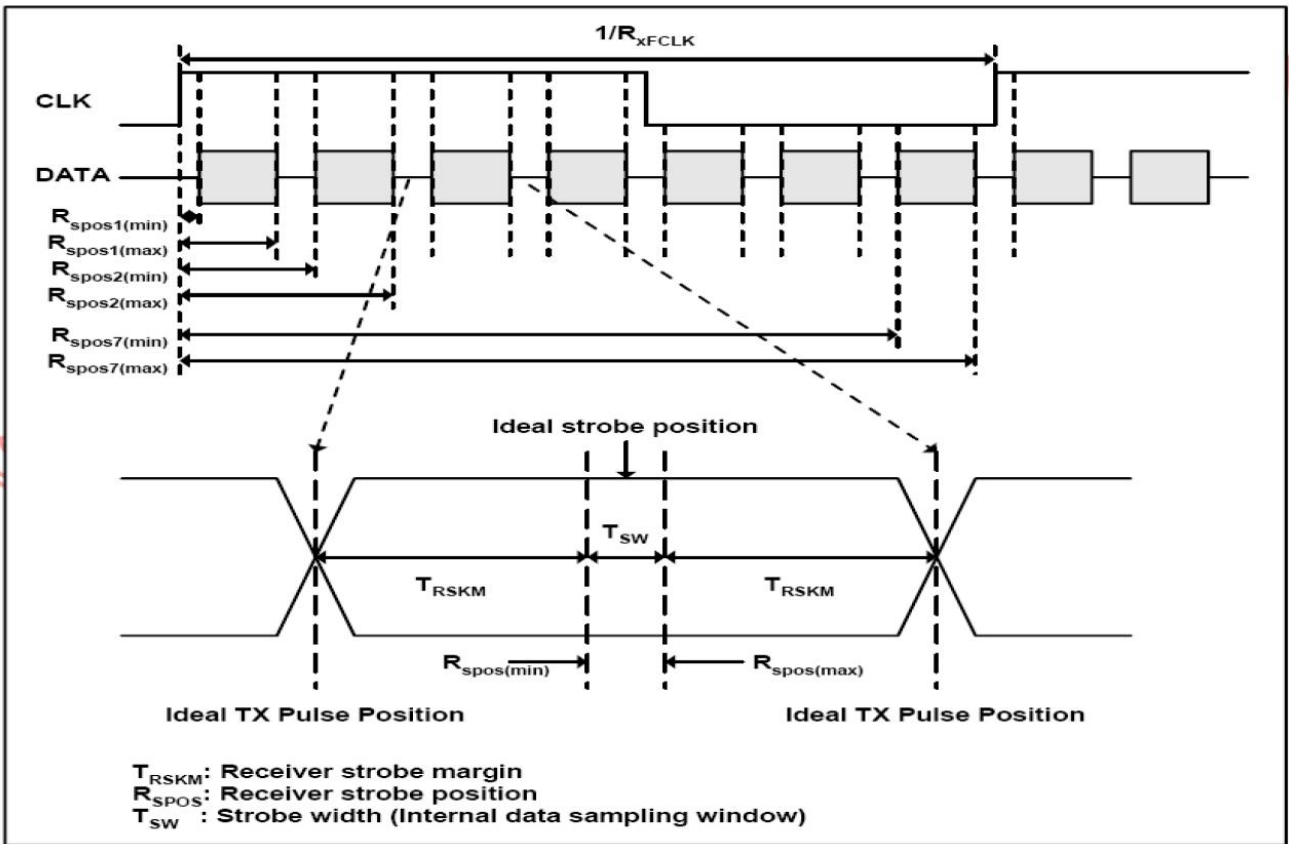 1/RxFCLK
CLK
DATA
Rspos1(min)
Rspos1(max)
Rspos2(min)
Rspos2(max)
Rspos7(min)
Rspos7(max)
Ideal strobe position
TSW
TRSKM TRSKM
Rspos(min) Rspos(max)
Ideal TX Pulse Position Ideal TX Pulse Position
TRSKM: Receiver strobe margin
RSPOS: Receiver strobe position
TSW : Strobe width (Internal data sampling window)